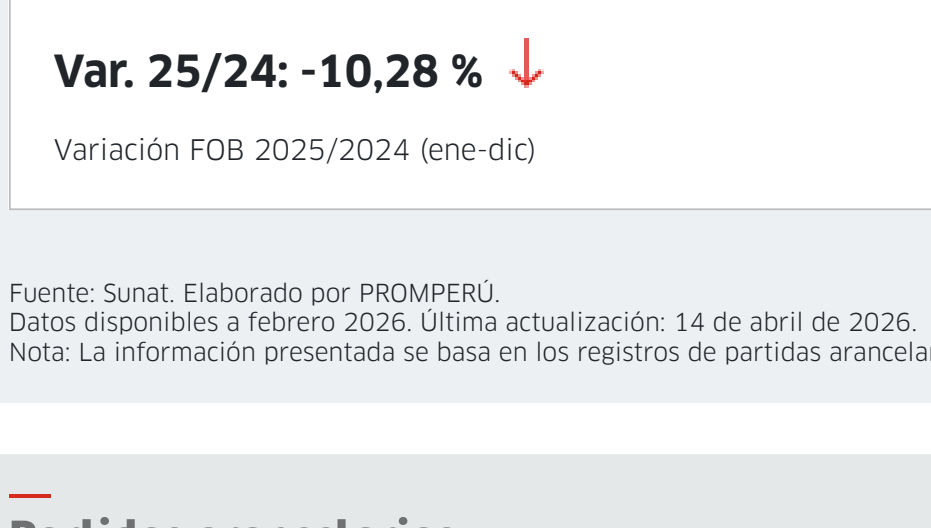 Var. 25/24: -10,28 %
Variación FOB 2025/2024 (ene-dic)
Fuente: Sunat. Elaborado por PROMPERÚ.
Datos disponibles a febrero 2026. Última actualización: 14 de abril de 2026.
Nota: La información presentada se basa en los registros de partidas
Partidas arancelarias